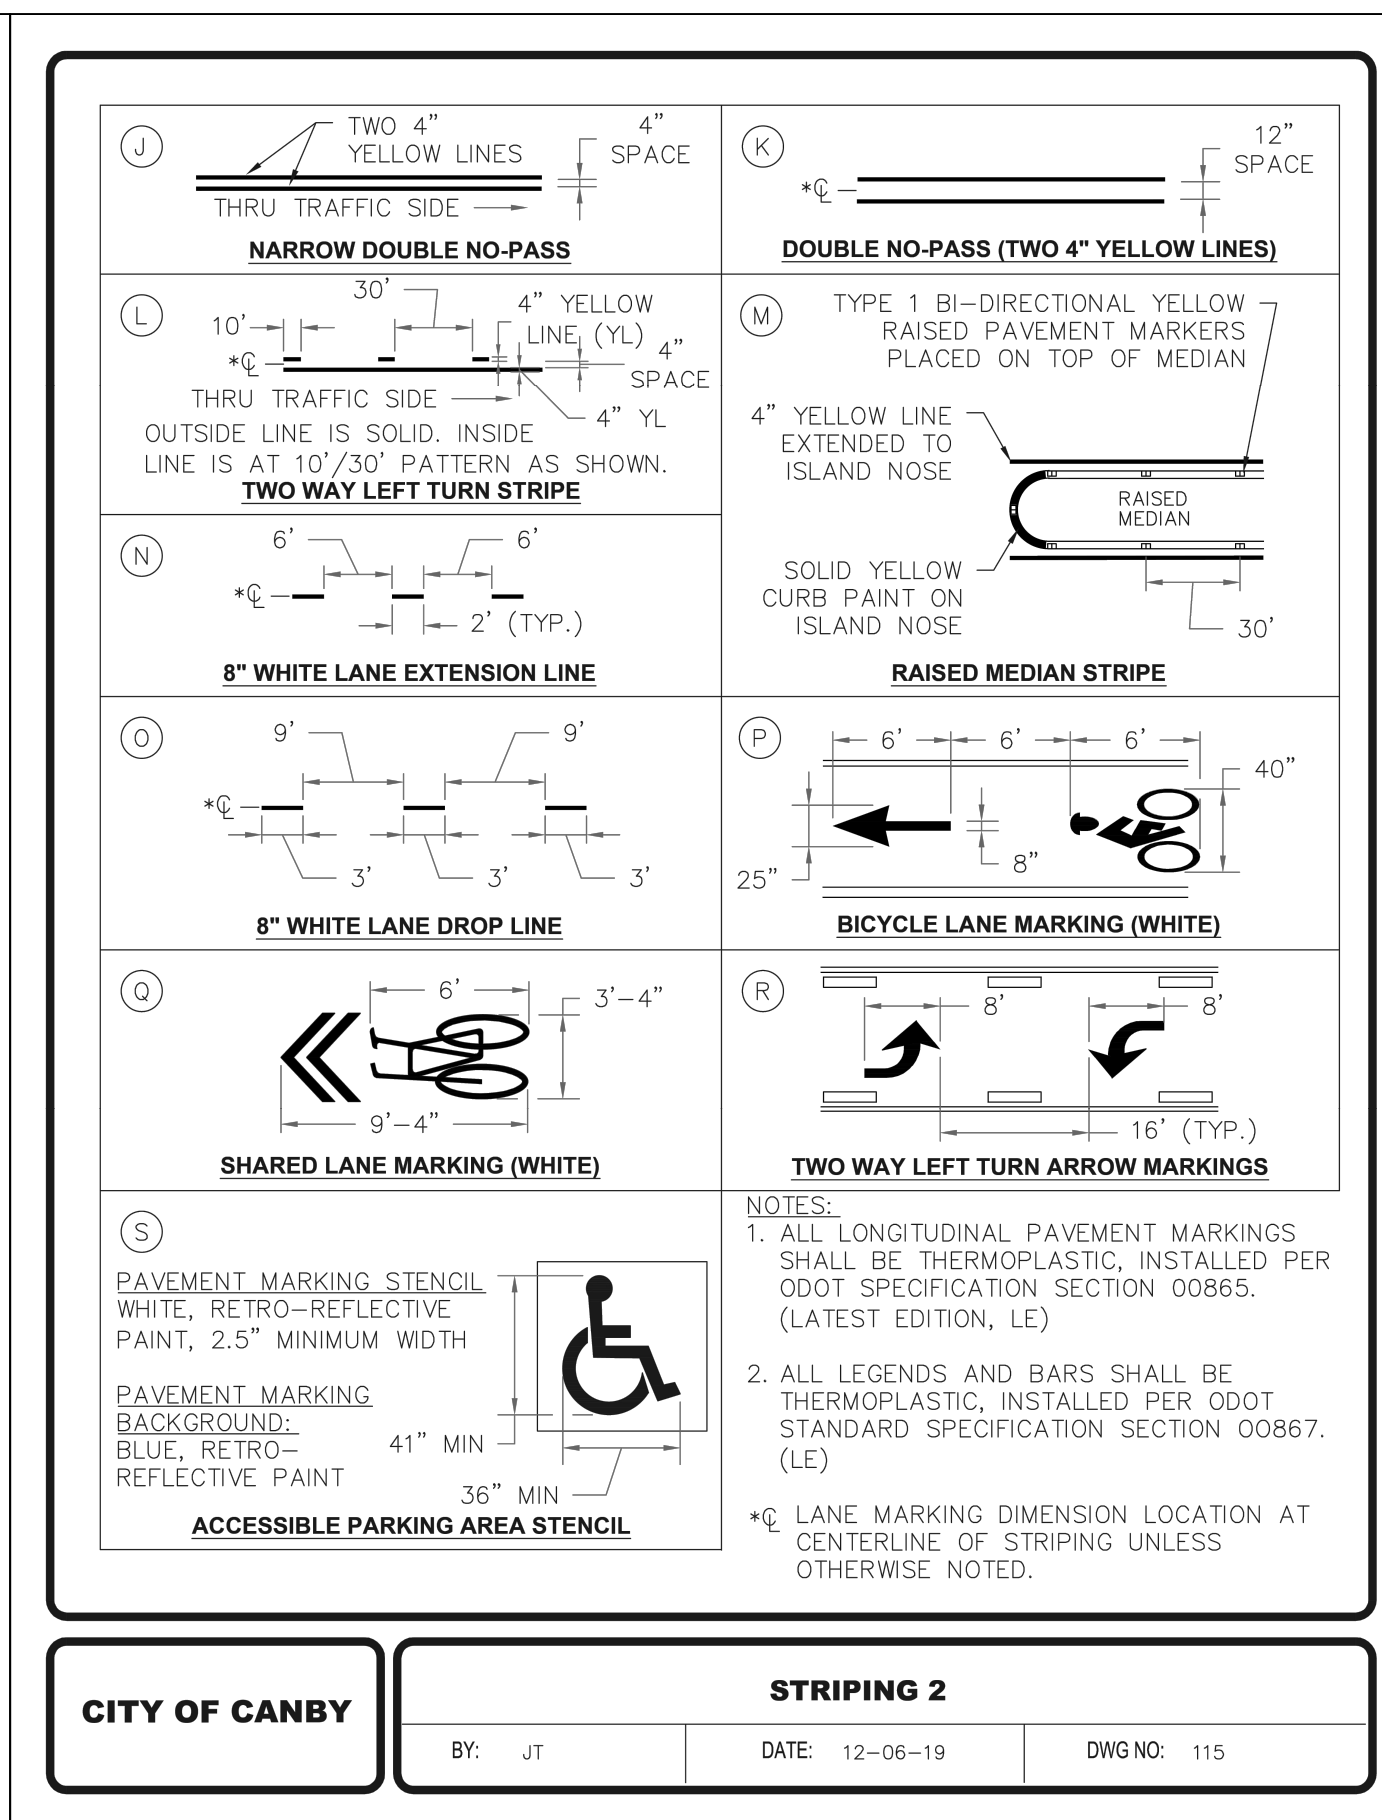 J
TWO 4”
YELLOW LINES
4”
SPACE
THRU TRAFFIC SIDE
NARROW DOUBLE NO-PASS
K
12”
SPACE
*℄
DOUBLE NO-PASS (TWO 4" YELLOW LINES)
L
30’
10’
4” YELLOW
LINE (YL)
*℄
4”
SPACE
THRU TRAFFIC SIDE
4” YL
OUTSIDE LINE IS SOLID. INSIDE
LINE IS AT 10’/30’ PATTERN AS SHOWN.
TWO WAY LEFT TURN STRIPE
M
TYPE 1 BI–DIRECTIONAL YELLOW
RAISED PAVEMENT MARKERS
PLACED ON TOP OF MEDIAN
4” YELLOW LINE
EXTENDED TO
ISLAND NOSE
RAISED
MEDIAN
SOLID YELLOW
CURB PAINT ON
ISLAND NOSE
30’
RAISED MEDIAN STRIPE
N
6’
6’
*℄
2’ (TYP.)
8" WHITE LANE EXTENSION LINE
O
9’
9’
*℄
3’
3’
3’
8" WHITE LANE DROP LINE
P
6’
6’
6’
40”
8”
25”
BICYCLE LANE MARKING (WHITE)
Q
6’
3’–4”
9’–4”
SHARED LANE MARKING (WHITE)
R
8’
8’
16’ (TYP.)
TWO WAY LEFT TURN ARROW MARKINGS
S
PAVEMENT MARKING STENCIL
WHITE, RETRO–REFLECTIVE
PAINT, 2.5” MINIMUM WIDTH
PAVEMENT MARKING
BACKGROUND:
BLUE, RETRO–
REFLECTIVE PAINT
41” MIN
36” MIN
ACCESSIBLE PARKING AREA STENCIL
NOTES:
1. ALL LONGITUDINAL PAVEMENT MARKINGS
SHALL BE THERMOPLASTIC, INSTALLED PER
ODOT SPECIFICATION SECTION 00865.
(LATEST EDITION, LE)
2. ALL LEGENDS AND BARS SHALL BE
THERMOPLASTIC, INSTALLED PER ODOT
STANDARD SPECIFICATION SECTION 00867.
(LE)
*℄ LANE MARKING DIMENSION LOCATION AT
CENTERLINE OF STRIPING UNLESS
OTHERWISE NOTED.
CITY OF CANBY
STRIPING 2
BY: JT
DATE: 12–06–19
DWG NO: 115